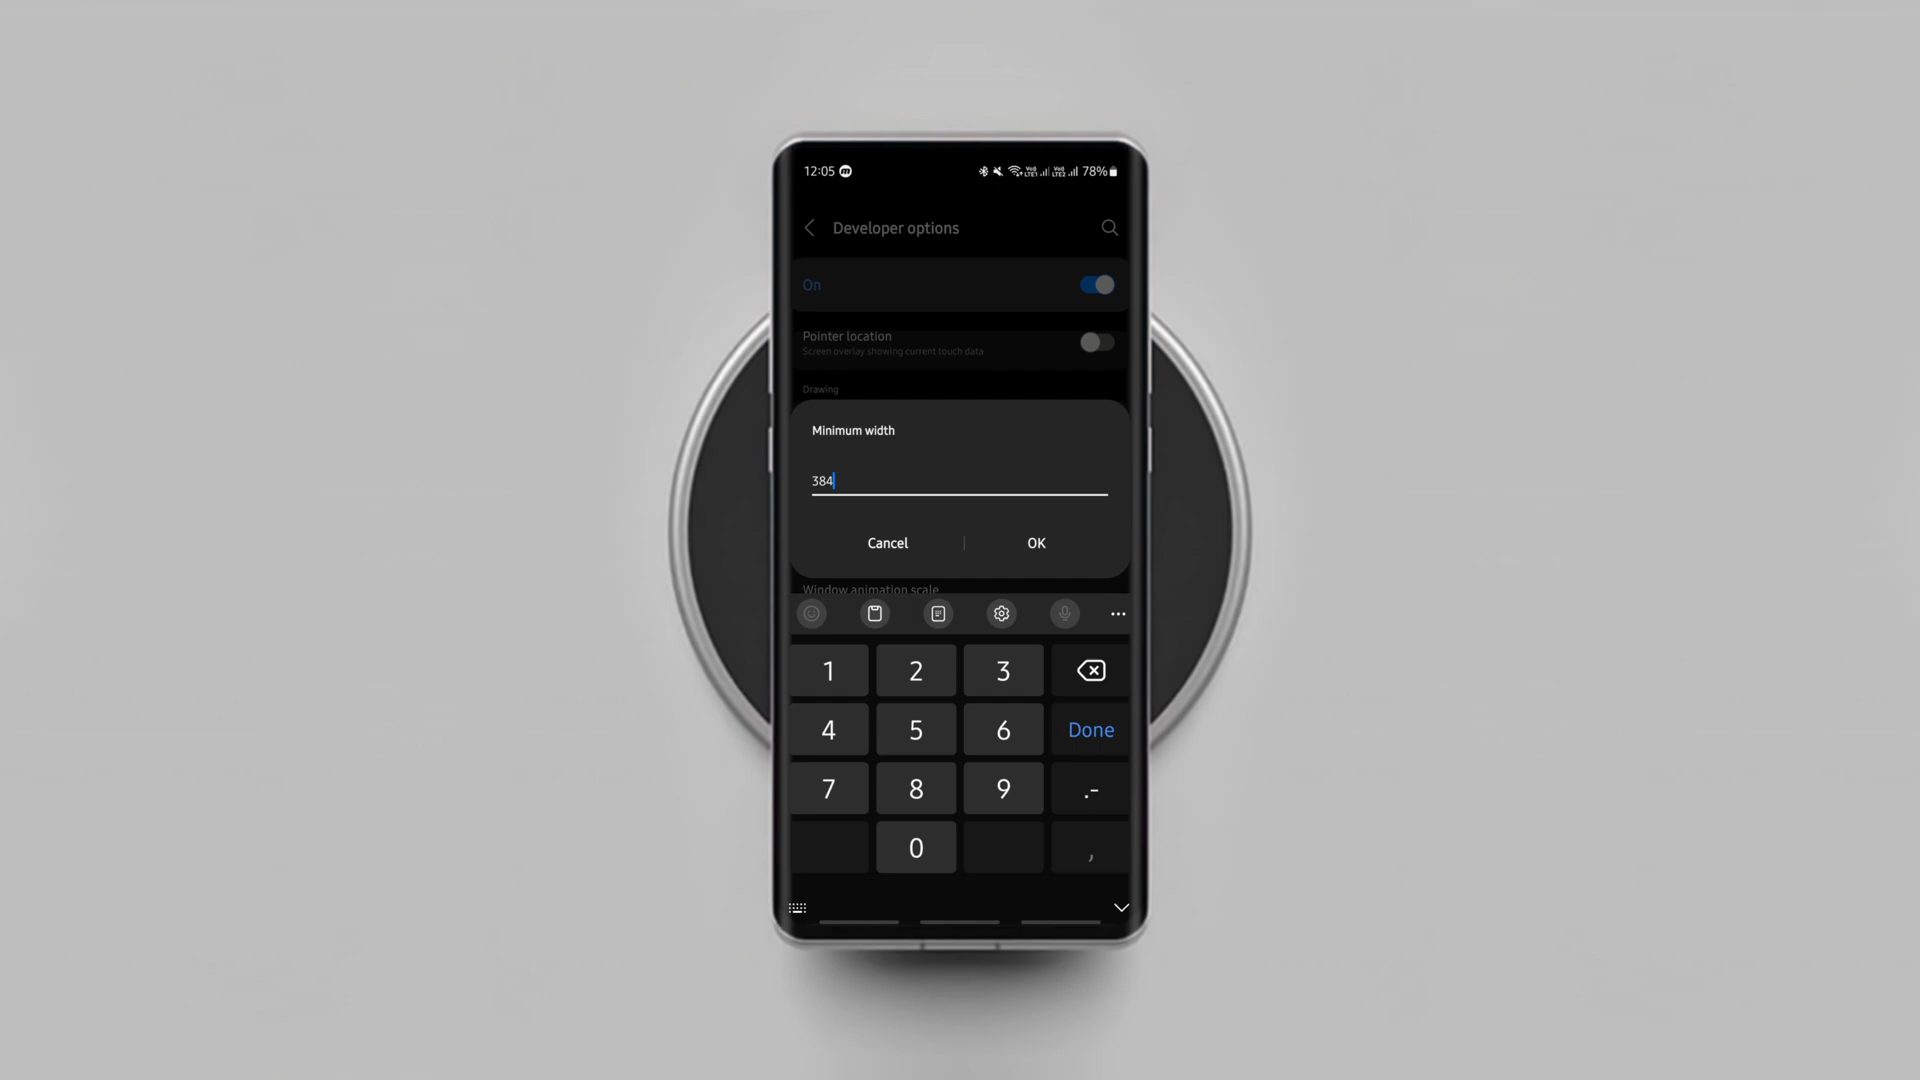 12:05 78%
Developer options
On
Pointer location
Screen overlay showing current touch data
Drawing
Minimum width
384
Cancel OK
Window animation scale
1 2 3
4 5 6 Done
7 8 9 .-
0 ,